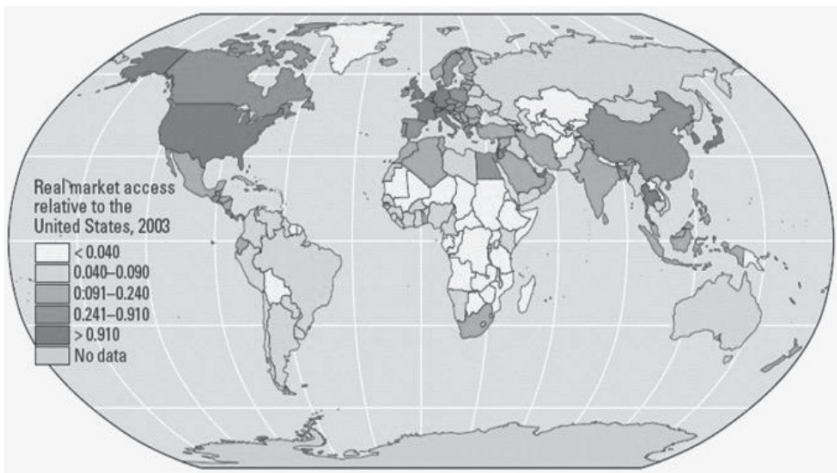 Real market access
relative to the
United States, 2003
< 0.040
0.040–0.090
0:091–0.240
0.241–0.910
> 0.910
No data